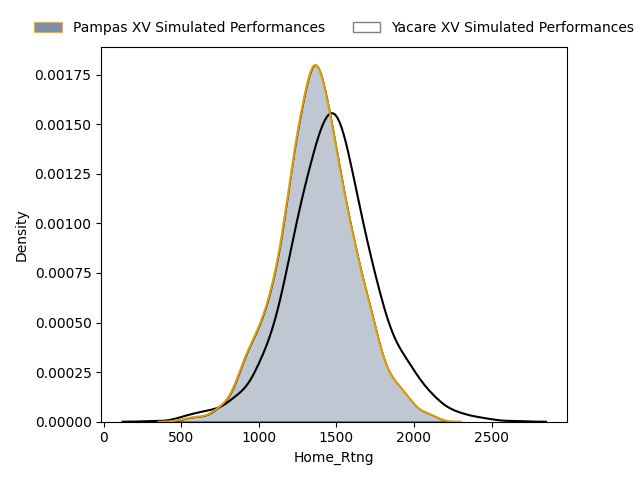 Pampas XV Simulated Performances Yacare XV Simulated Performances
0.00175
0.00150
0.00125
0.00100
0.00075
0.00050
0.00025
0.00000
Density
0 500 1000 1500 2000 2500
Home_Rtng